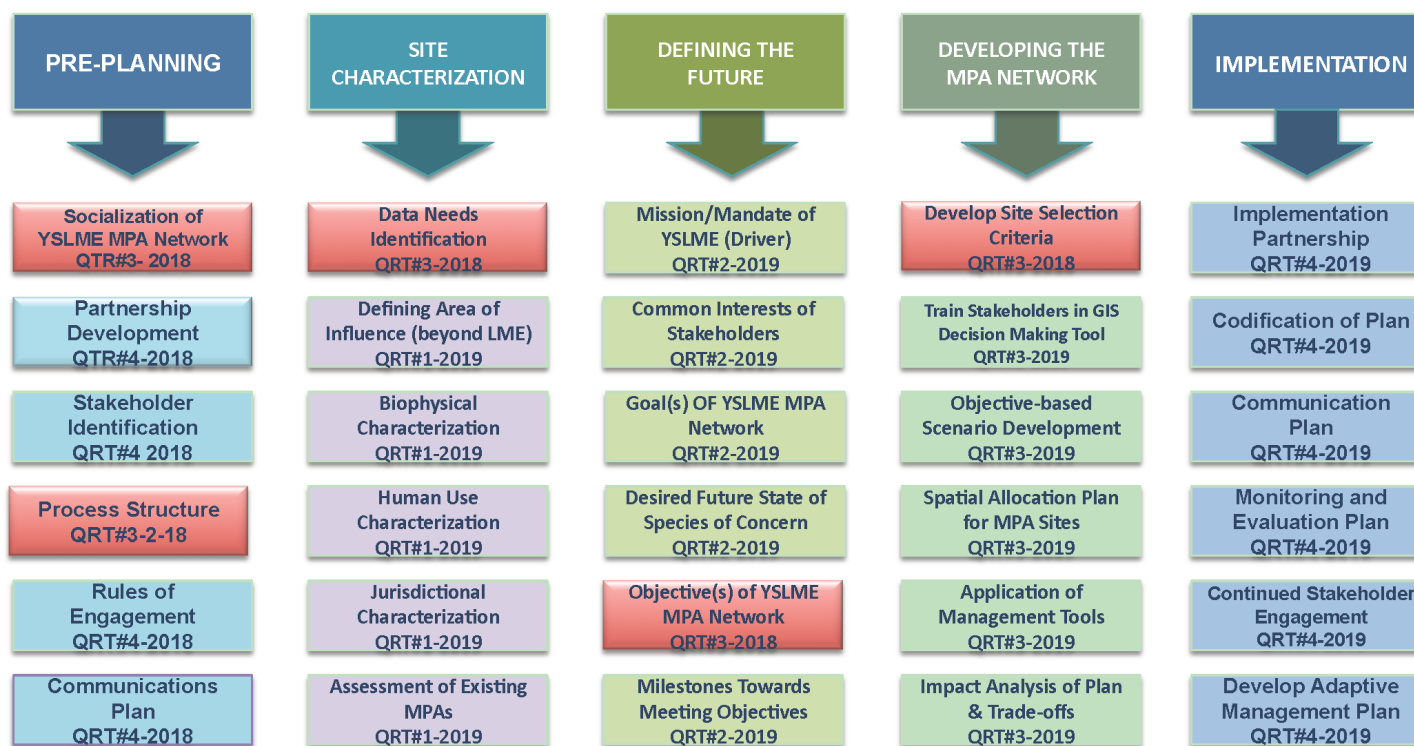 PRE-PLANNING
Socialization of
YSLME MPA Network
QTR#3- 2018
Partnership
Development
QTR#4-2018
Stakeholder
Identification
QRT#4 2018
Process Structure
QRT#3-2-18
Rules of
Engagement
QRT#4-2018
Communications
Plan
QRT#4-2018
SITE
CHARACTERIZATION
Data Needs
Identification
QRT#3-2018
Defining Area of
Influence (beyond LME)
QRT#1-2019
Biophysical
Characterization
QRT#1-2019
Human Use
Characterization
QRT#1-2019
Jurisdictional
Characterization
QRT#1-2019
Assessment of Existing
MPAs
QRT#1-2019
DEFINING THE
FUTURE
Mission/Mandate of
YSLME (Driver)
QRT#2-2019
Common Interests of
Stakeholders
QRT#2-2019
Goal(s) OF YSLME MPA
Network
QRT#2-2019
Desired Future State of
Species of Concern
QRT#2-2019
Objective(s) of YSLME
MPA Network
QRT#3-2018
Milestones Towards
Meeting Objectives
QRT#2-2019
DEVELOPING THE
MPA NETWORK
Develop Site Selection
Criteria
QRT#3-2018
Train Stakeholders in GIS
Decision Making Tool
QRT#3-2019
Objective-based
Scenario Development
QRT#3-2019
Spatial Allocation Plan
for MPA Sites
QRT#3-2019
Application of
Management Tools
QRT#3-2019
Impact Analysis of Plan
& Trade-offs
QRT#3-2019
IMPLEMENTATION
Implementation
Partnership
QRT#4-2019
Codification of Plan
QRT#4-2019
Communication
Plan
QRT#4-2019
Monitoring and
Evaluation Plan
QRT#4-2019
Continued Stakeholder
Engagement
QRT#4-2019
Develop Adaptive
Management Plan
QRT#4-2019